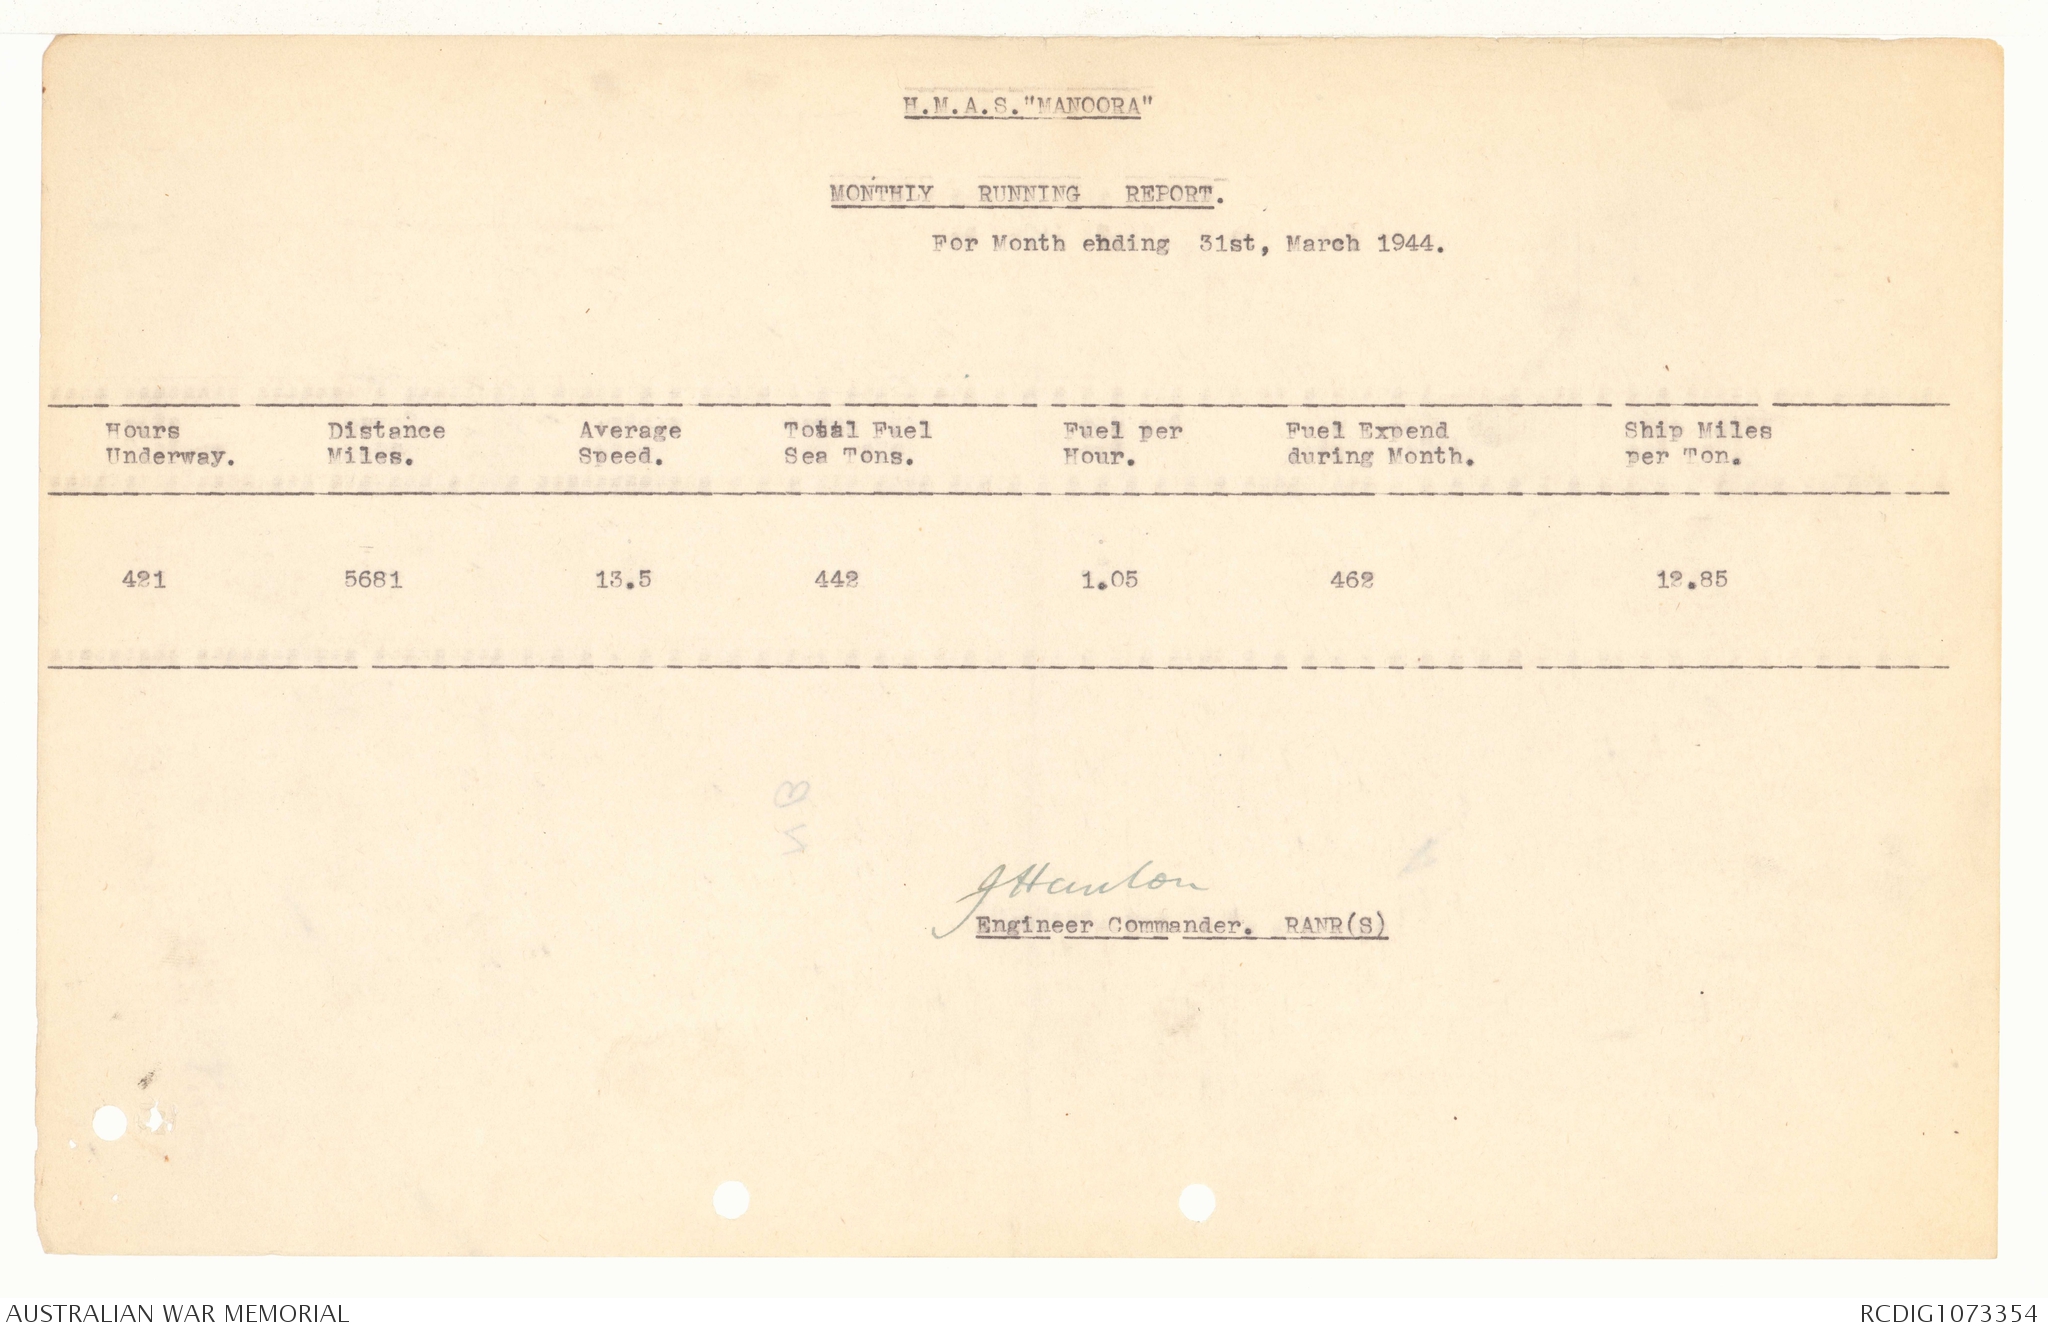 H.M.A.S."MANOORA"
MONTHLY RUNNING REPORT.
For Month ending 31st, March 1944.
Hours Underway. Distance Miles. Average Speed. Total Fuel Sea Tons. Fuel per Hour. Fuel Expend during Month. Ship Miles per Ton.
421 5681 13.5 442 1.05 462 12.85
JHanlon
Engineer Commander. RANR(S)
AUSTRALIAN WAR MEMORIAL
RCDIG1073354